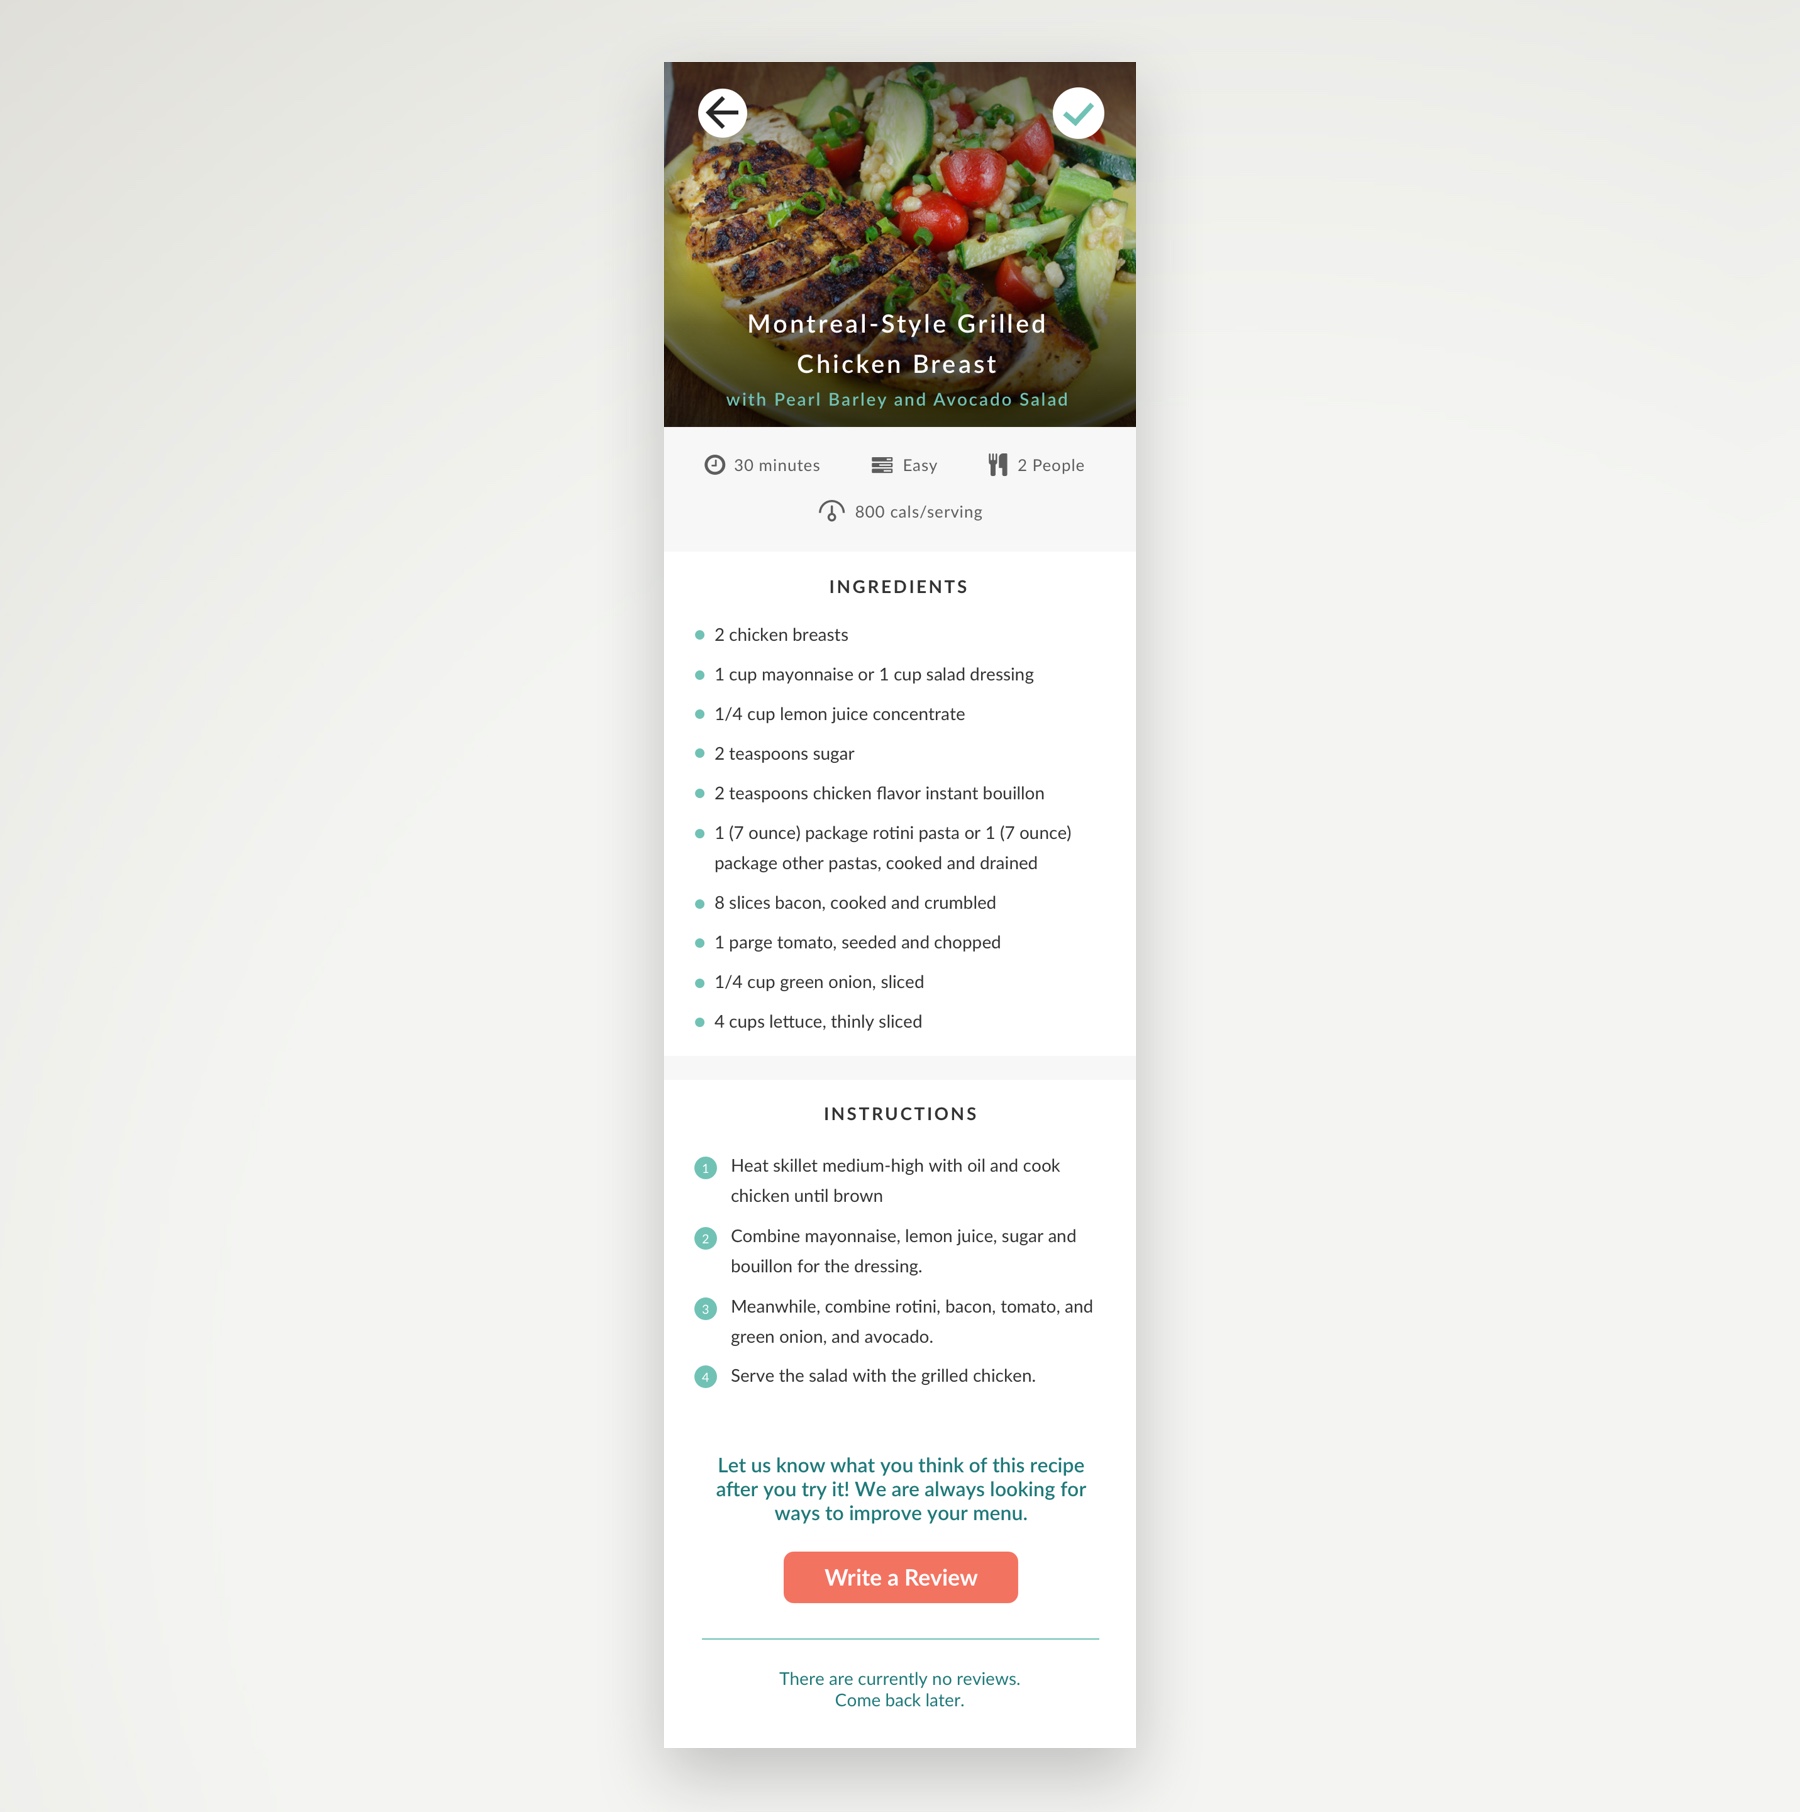 Montreal-Style Grilled
Chicken Breast
with Pearl Barley and Avocado Salad
30 minutes
Easy
2 People
800 cals/serving
INGREDIENTS
2 chicken breasts
1 cup mayonnaise or 1 cup salad dressing
1/4 cup lemon juice concentrate
2 teaspoons sugar
2 teaspoons chicken flavor instant bouillon
1 (7 ounce) package rotini pasta or 1 (7 ounce)
package other pastas, cooked and drained
8 slices bacon, cooked and crumbled
1 parge tomato, seeded and chopped
1/4 cup green onion, sliced
4 cups lettuce, thinly sliced
INSTRUCTIONS
1 Heat skillet medium-high with oil and cook
chicken until brown
2 Combine mayonnaise, lemon juice, sugar and
bouillon for the dressing.
3 Meanwhile, combine rotini, bacon, tomato, and
green onion, and avocado.
4 Serve the salad with the grilled chicken.
Let us know what you think of this recipe
after you try it! We are always looking for
ways to improve your menu.
Write a Review
There are currently no reviews.
Come back later.